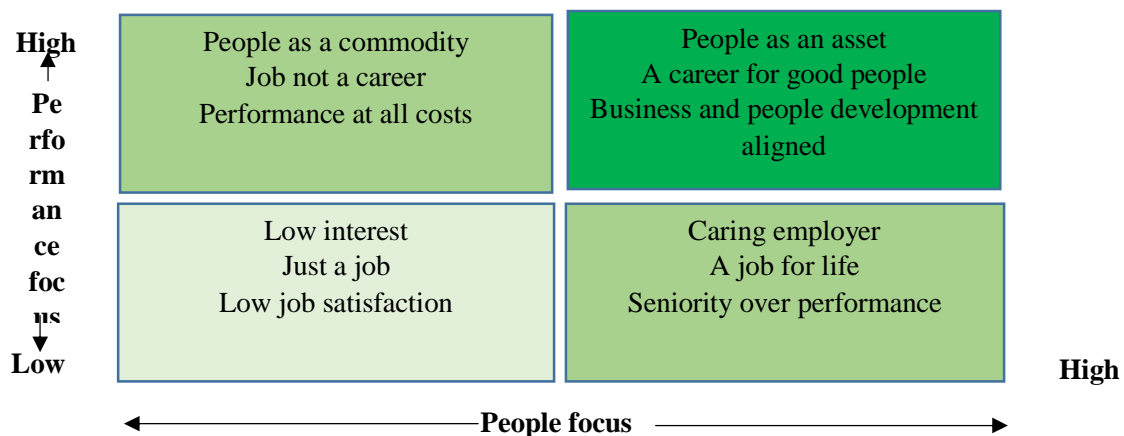 High
Pe
rfo
rm
an
ce
foc
us
Low
People as a commodity
Job not a career
Performance at all costs
People as an asset
A career for good people
Business and people development
aligned
Low interest
Just a job
Low job satisfaction
Caring employer
A job for life
Seniority over performance
High
People focus